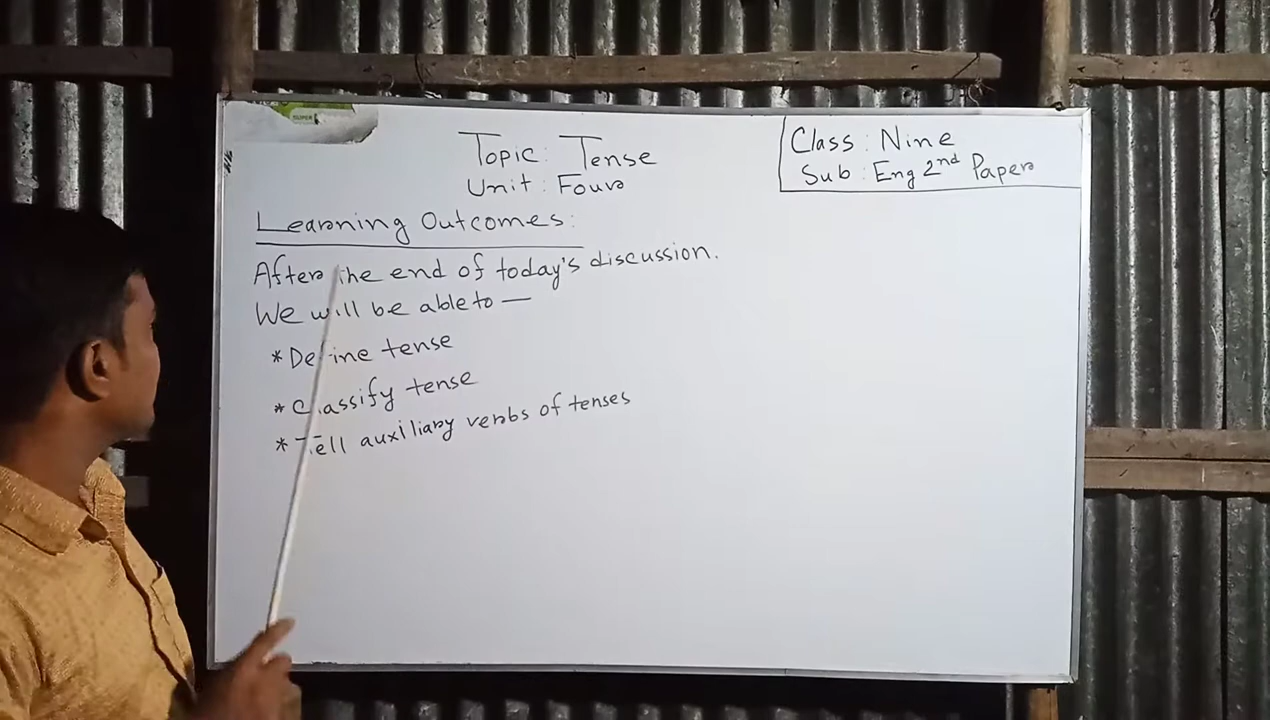 SUPER
Topic: Tense
Unit: Four
Class: Nine
Sub: Eng 2nd Paper
Learning Outcomes:
After the end of today's discussion.
We will be able to —
*Define tense
*Classify tense
*Tell auxiliary verbs of tenses